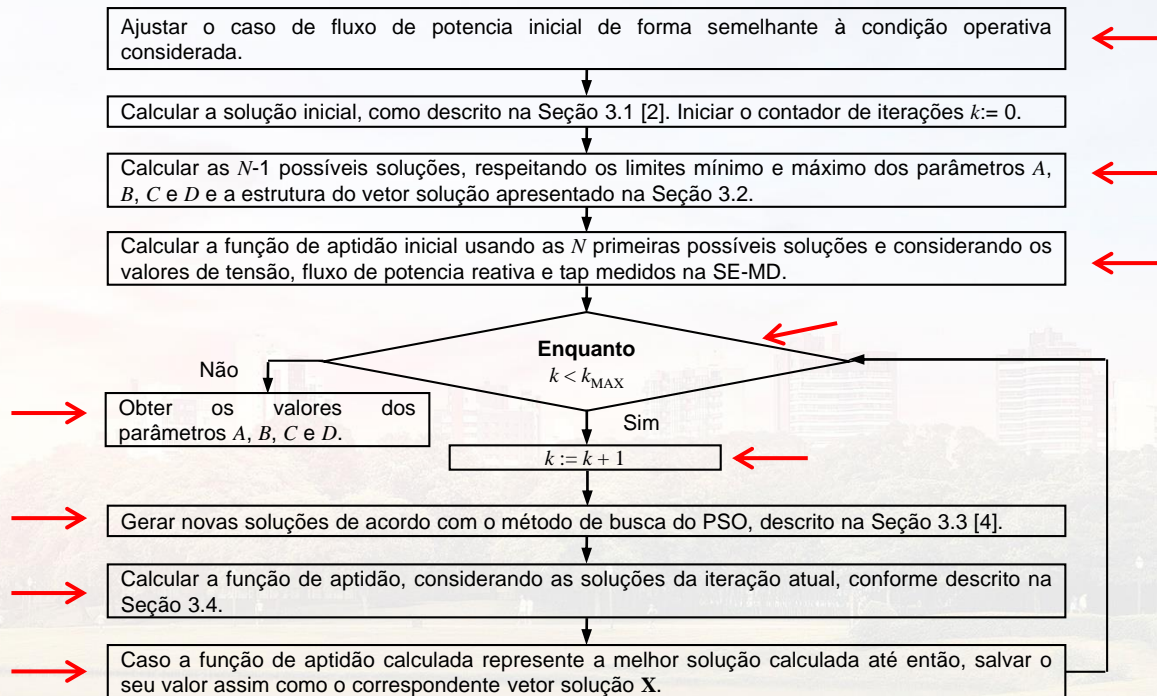 Ajustar o caso de fluxo de potencia inicial de forma semelhante à condição operativa
considerada.
Calcular a solução inicial, como descrito na Seção 3.1 [2]. Iniciar o contador de iterações k:= 0.
Calcular as N-1 possíveis soluções, respeitando os limites mínimo e máximo dos parâmetros A,
B, C e D e a estrutura do vetor solução apresentado na Seção 3.2.
Calcular a função de aptidão inicial usando as N primeiras possíveis soluções e considerando os
valores de tensão, fluxo de potencia reativa e tap medidos na SE-MD.
Enquanto
k < kMAX
Não
Obter os valores dos
parâmetros A, B, C e D.
Sim
k := k + 1
Gerar novas soluções de acordo com o método de busca do PSO, descrito na Seção 3.3 [4].
Calcular a função de aptidão, considerando as soluções da iteração atual, conforme descrito na
Seção 3.4.
Caso a função de aptidão calculada represente a melhor solução calculada até então, salvar o
seu valor assim como o correspondente vetor solução X.